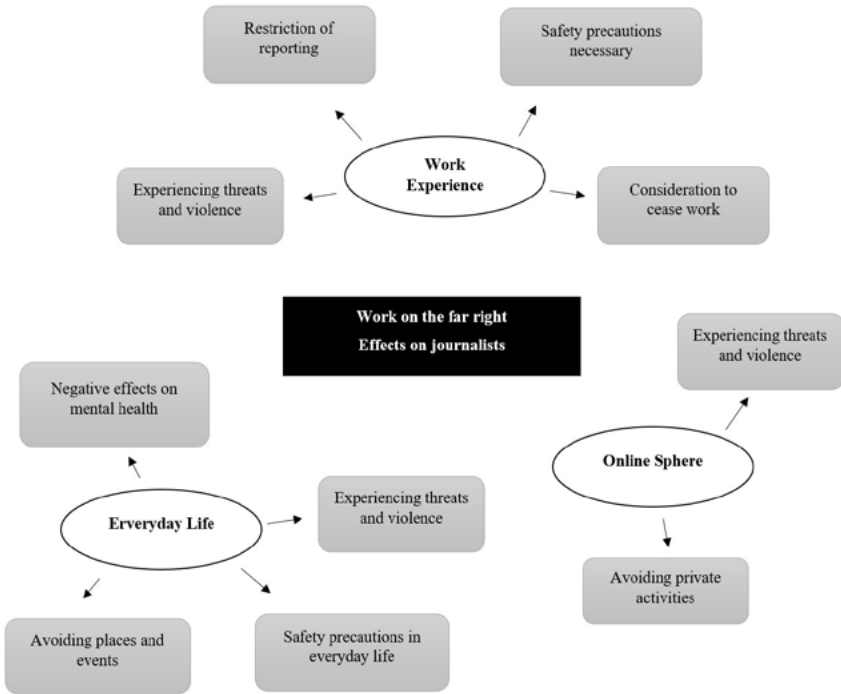 Restriction of
reporting
Safety precautions
necessary
Work
Experience
Experiencing threats
and violence
Consideration to
cease work
Work on the far right
Effects on journalists
Experiencing threats
and violence
Negative effects on
mental health
Online Sphere
Experiencing threats
and violence
Erveryday Life
Avoiding private
activities
Avoiding places and
events
Safety precautions in
everyday life